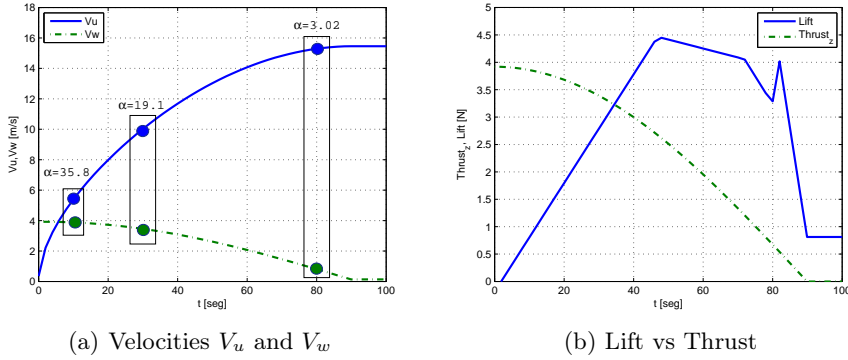 18
16
14
12
10
8
6
4
2
0
Vu,Vw [m/s]
Vu
Vw
α=35.8
α=19.1
α=3.02
0 20 40 60 80 100
t [seg]
(a) Velocities Vu and Vw
5
4.5
4
3.5
3
2.5
2
1.5
1
0.5
0
Thrustz, Lift [N]
Lift
Thrustz
0 20 40 60 80 100
t [seg]
(b) Lift vs Thrust